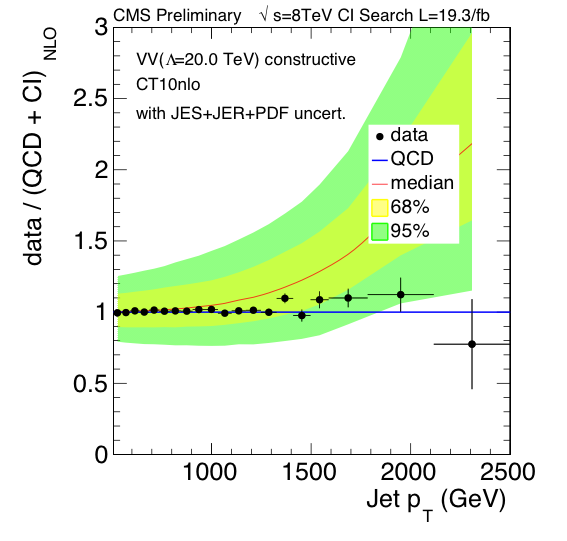 CMS Preliminary √ s=8TeV CI Search L=19.3/fb
VV(Λ=20.0 TeV) constructive
CT10nlo
with JES+JER+PDF uncert.
data
QCD
median
68%
95%
data / (QCD + CI) NLO
3
2.5
2
1.5
1
0.5
0
1000 1500 2000 2500
Jet p_T (GeV)